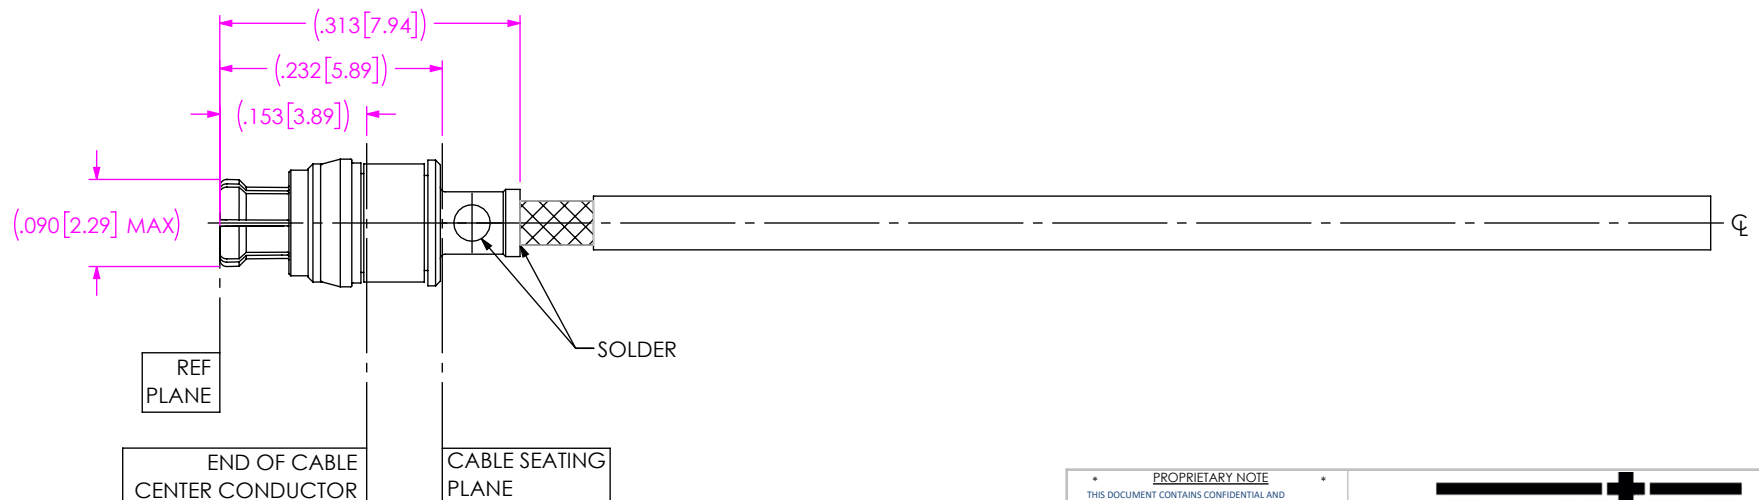 (.313[7.94])
(.232[5.89])
(.153[3.89])
(.090[2.29] MAX)
℄
SOLDER
REF
PLANE
END OF CABLE
CENTER CONDUCTOR
CABLE SEATING
PLANE
* PROPRIETARY NOTE *
THIS DOCUMENT CONTAINS CONFIDENTIAL AND